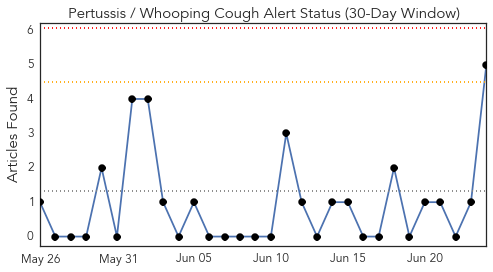 Pertussis / Whooping Cough Alert Status (30-Day Window)
Articles Found
6
5
4
3
2
1
0
May 26
May 31
Jun 05
Jun 10
Jun 15
Jun 20